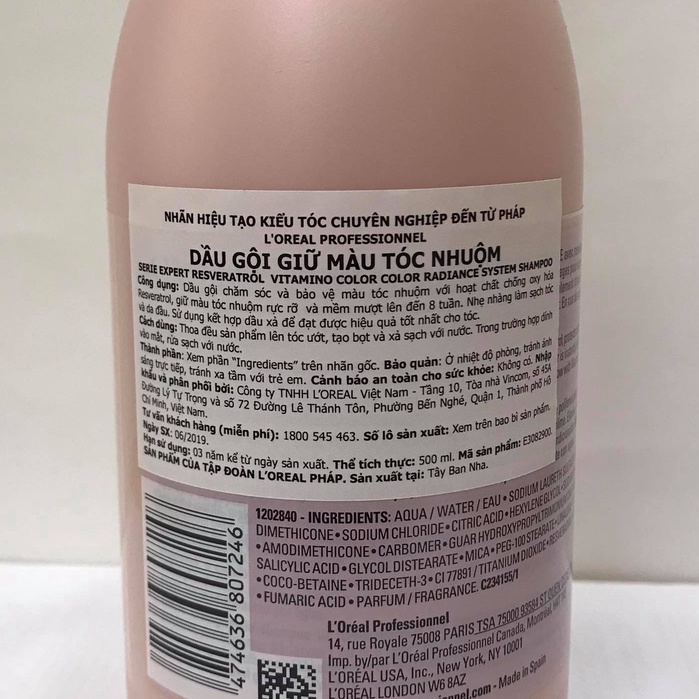 NHÃN HIỆU TẠO KIỂU TÓC CHUYÊN NGHIỆP ĐẾN TỪ PHÁP
L'OREAL PROFESSIONNEL
DẦU GỘI GIỮ MÀU TÓC NHUỘM
SERIE EXPERT RESVERATROL VITAMINO COLOR COLOR RADIANCE SYSTEM SHAMPOO
Công dụng: Dầu gội chăm sóc và bảo vệ màu tóc nhuộm với hoạt chất chống oxy hóa
Resveratrol, giữ màu tóc nhuộm rực rỡ và mềm mượt lên đến 8 tuần. Nhẹ nhàng làm sạch tóc
và da đầu. Sử dụng kết hợp dầu xả để đạt được hiệu quả tốt nhất cho tóc.
Cách dùng: Thoa đều sản phẩm lên tóc ướt, tạo bọt và xả sạch với nước. Trong trường hợp dính
vào mắt, rửa sạch với nước.
Thành phần: Xem phần "Ingredients" trên nhãn gốc. Bảo quản: Ở nhiệt độ phòng, tránh ánh
sáng trực tiếp, tránh xa tầm với trẻ em. Cảnh báo an toàn cho sức khỏe: Không có. Nhập
khẩu và phân phối bởi: Công ty TNHH L'OREAL Việt Nam - Tầng 10, Tòa nhà Vincom, số 45A
Đường Lý Tự Trọng và số 72 Đường Lê Thánh Tôn, Phường Bến Nghé, Quận 1, Thành phố Hồ
Chí Minh, Việt Nam.
Tư vấn khách hàng (miễn phí): 1800 545 463. Số lô sản xuất: Xem trên bao bì sản phẩm.
Ngày SX: 06/2019.
Hạn sử dụng: 03 năm kể từ ngày sản xuất. Thể tích thực: 500 ml. Mã sản phẩm: E3082900.
SẢN PHẨM CỦA TẬP ĐOÀN L'OREAL PHÁP. Sản xuất tại: Tây Ban Nha.
1202840 - INGREDIENTS: AQUA / WATER / EAU • SODIUM LAURETH
DIMETHICONE • SODIUM CHLORIDE • CITRIC ACID • HEXYLENE GLYCOL
• AMODIMETHICONE • CARBOMER • GUAR HYDROXYPROPYLTRIMONIUM
SALICYLIC ACID • GLYCOL DISTEARATE • MICA • PEG-100 STEARATE
• COCO-BETAINE • TRIDECETH-3 • CI 77891 / TITANIUM DIOXIDE
• FUMARIC ACID • PARFUM / FRAGRANCE. C234155/1
474636 807246
L'Oréal Professionnel
14, rue Royale 75008 PARIS TSA 75000 93584 ST OUEN
Imp. by/par L'Oréal Professionnel Canada, Montréal,
L'ORÉAL USA, Inc., New York, NY 10001
L'ORÉAL LONDON W6 8AZ
- Made in Spain